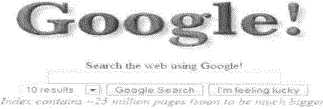 Google!
Search the web using Google!
10 results Google Search I'm feeling lucky
Index contains ~25 million pages (soon to be much bigger)